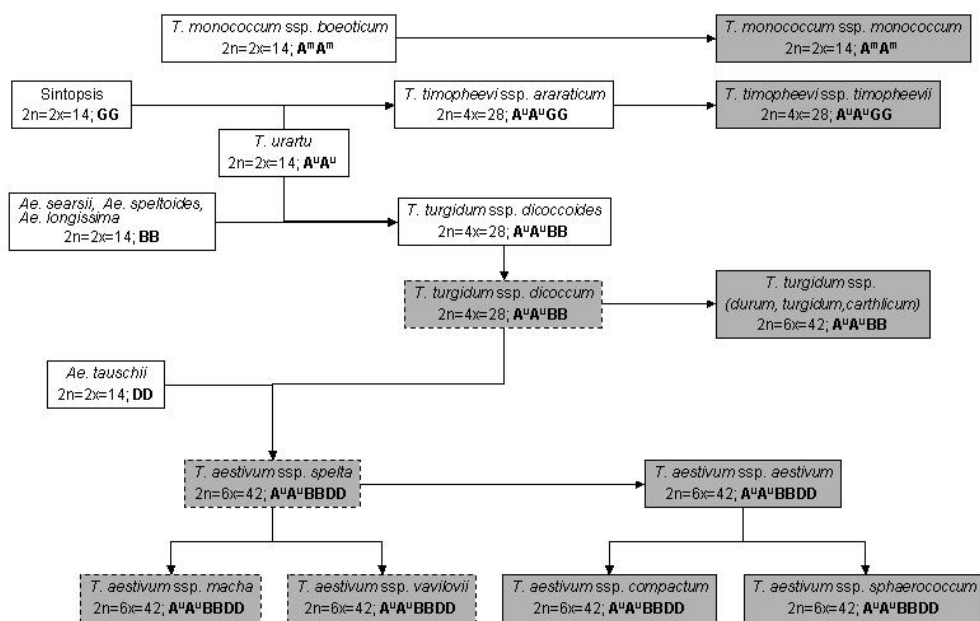 T. monococcum ssp. boeoticum
2n=2x=14; AᵐAᵐ
T. monococcum ssp. monococcum
2n=2x=14; AᵐAᵐ
Sintopsis
2n=2x=14; GG
T. timopheevi ssp. araraticum
2n=4x=28; AᵘAᵘGG
T. timopheevi ssp. timopheevii
2n=4x=28; AᵘAᵘGG
T. urartu
2n=2x=14; AᵘAᵘ
Ae. searsii, Ae. speltoides,
Ae. longissima
2n=2x=14; BB
T. turgidum ssp. dicoccoides
2n=4x=28; AᵘAᵘBB
T. turgidum ssp. dicoccum
2n=4x=28; AᵘAᵘBB
T. turgidum ssp.
(durum, turgidum,carthlicum)
2n=6x=42; AᵘAᵘBB
Ae. tauschii
2n=2x=14; DD
T. aestivum ssp. spelta
2n=6x=42; AᵘAᵘBBDD
T. aestivum ssp. aestivum
2n=6x=42; AᵘAᵘBBDD
T. aestivum ssp. macha
2n=6x=42; AᵘAᵘBBDD
T. aestivum ssp. vavilovii
2n=6x=42; AᵘAᵘBBDD
T. aestivum ssp. compactum
2n=6x=42; AᵘAᵘBBDD
T. aestivum ssp. sphaerococcum
2n=6x=42; AᵘAᵘBBDD